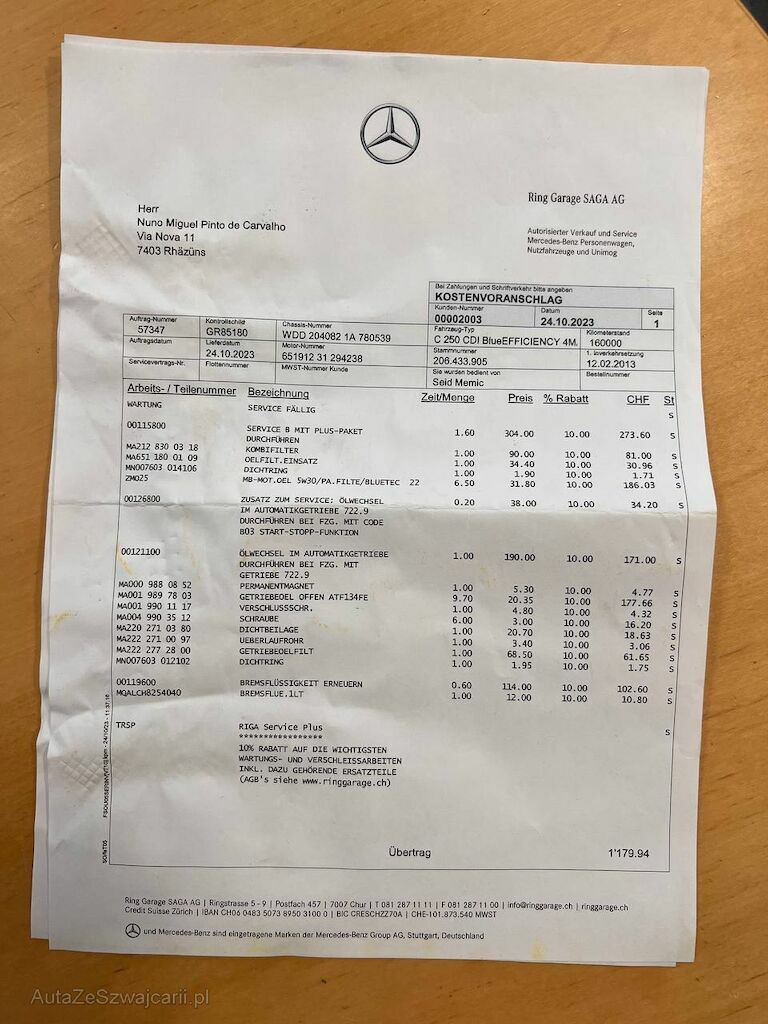 Ring Garage SAGA AG
Herr
Nuno Miguel Pinto de Carvalho
Via Nova 11
7403 Rhäzüns
Autorisierter Verkauf und Service
Mercedes-Benz Personenwagen,
Nutzfahrzeuge und Unimog
Bei Zahlungen und Schriftverkehr bitte angeben
KOSTENVORANSCHLAG
Kunden-Nummer Datum Seite
00002003 24.10.2023 1
Auftrag-Nummer Kontrollschild Chassis-Nummer Fahrzeug-Typ Kilometerstand
57347 GR85180 WDD 204082 1A 780539 C 250 CDI BlueEFFICIENCY 4M. 160000
Auftragsdatum Lieferdatum Motor-Nummer Stammnummer 1. Inverkehrsetzung
24.10.2023 651912 31 294238 206.433.905 12.02.2013
Servicevertrags-Nr. Flottennummer MWST-Nummer Kunde Sie wurden bedient von Bestellnummer
Seid Memic
Arbeits- / Teilenummer Bezeichnung Zeit/Menge Preis % Rabatt CHF St
WARTUNG SERVICE FÄLLIG S
00115800 SERVICE B MIT PLUS-PAKET 1.60 304.00 10.00 273.60 S
DURCHFÜHREN
MA212 830 03 18 KOMBIFILTER 1.00 90.00 10.00 81.00 S
MA651 180 01 09 OELFILT.EINSATZ 1.00 34.40 10.00 30.96 S
MN007603 014106 DICHTRING 1.00 1.90 10.00 1.71 S
ZMO25 MB-MOT.OEL 5W30/PA.FILTE/BLUETEC 22 6.50 31.80 10.00 186.03 S
00126800 ZUSATZ ZUM SERVICE: ÖLWECHSEL 0.20 38.00 10.00 34.20 S
IM AUTOMATIKGETRIEBE 722.9
DURCHFÜHREN BEI FZG. MIT CODE
B03 START-STOPP-FUNKTION
00121100 ÖLWECHSEL IM AUTOMATIKGETRIEBE 1.00 190.00 10.00 171.00 S
DURCHFÜHREN BEI FZG. MIT
GETRIEBE 722.9
MA000 988 08 52 PERMANENTMAGNET 1.00 5.30 10.00 4.77 S
MA001 989 78 03 GETRIEBEOEL OFFEN ATF134FE 9.70 20.35 10.00 177.66 S
MA001 990 11 17 VERSCHLUSSSCHR. 1.00 4.80 10.00 4.32 S
MA004 990 35 12 SCHRAUBE 6.00 3.00 10.00 16.20 S
MA220 271 03 80 DICHTBEILAGE 1.00 20.70 10.00 18.63 S
MA222 271 00 97 UEBERLAUFROHR 1.00 3.40 10.00 3.06 S
MA222 277 28 00 GETRIEBEOELFILT 1.00 68.50 10.00 61.65 S
MN007603 012102 DICHTRING 1.00 1.95 10.00 1.75 S
00119600 BREMSFLÜSSIGKEIT ERNEUERN 0.60 114.00 10.00 102.60 S
MQALCH8254040 BREMSFLUE.1LT 1.00 12.00 10.00 10.80 S
TRSP RIGA Service Plus S
*****************
10% RABATT AUF DIE WICHTIGSTEN
WARTUNGS- UND VERSCHLEISSARBEITEN
INKL. DAZU GEHÖRENDE ERSATZTEILE
(AGB's siehe www.ringgarage.ch)
Übertrag 1'179.94
Ring Garage SAGA AG | Ringstrasse 5 - 9 | Postfach 457 | 7007 Chur | T 081 287 11 11 | F 081 287 11 00 | info@ringgarage.ch | ringgarage.ch
Credit Suisse Zürich | IBAN CH06 0483 5073 8950 3100 0 | BIC CRESCHZZ70A | CHE-101.873.540 MWST
und Mercedes-Benz sind eingetragene Marken der Mercedes-Benz Group AG, Stuttgart, Deutschland
AutaZeSzwajcarii.pl